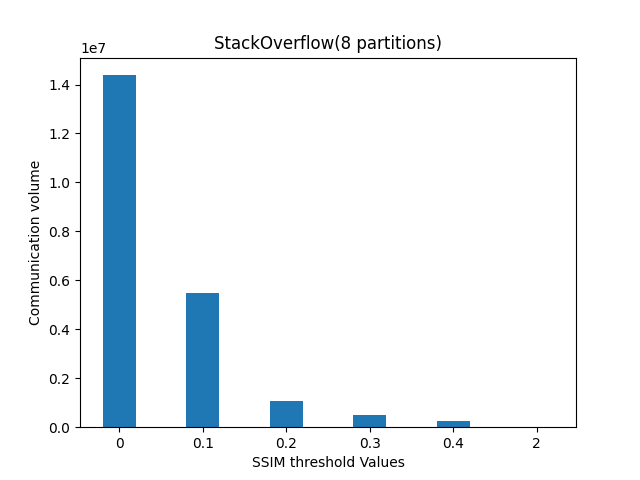 StackOverflow(8 partitions)
1e7
1.4
1.2
1.0
0.8
0.6
0.4
0.2
0.0
Communication volume
0 0.1 0.2 0.3 0.4 2
SSIM threshold Values